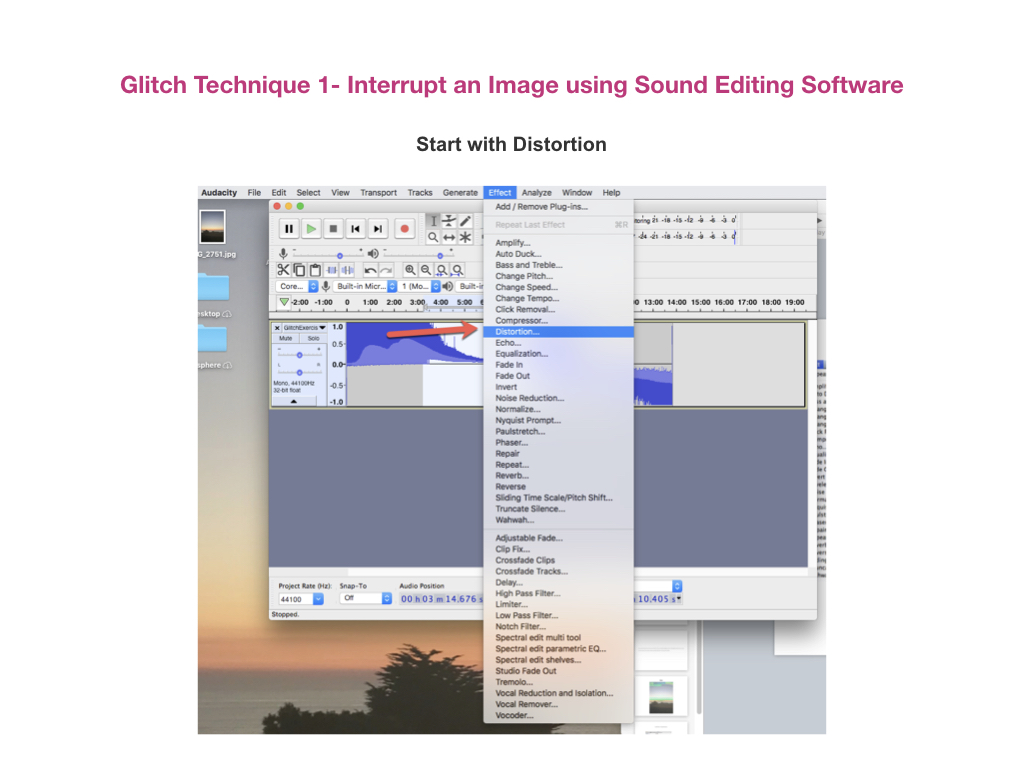 Glitch Technique 1- Interrupt an Image using Sound Editing Software
Start with Distortion
Audacity File Edit Select View Transport Tracks Generate Effect Analyze Window Help
G_2751.jpg
esktop
sphere
Core...
Built-in Micr...
1 (Mo...
Built-in
-2:00 -1:00 0 1:00 2:00 3:00 4:00 5:00
13:00 14:00 15:00 16:00 17:00 18:00 19:00
GlitchExercis
Mute Solo
L R
Mono, 44100Hz
32-bit float
1.0
0.5-
0.0-
-0.5-
-1.0
Add / Remove Plug-ins...
Repeat Last Effect ⌘R
Amplify...
Auto Duck...
Bass and Treble...
Change Pitch...
Change Speed...
Change Tempo...
Click Removal...
Compressor...
Distortion...
Echo...
Equalization...
Fade In
Fade Out
Invert
Noise Reduction...
Normalize...
Nyquist Prompt...
Paulstretch...
Phaser...
Repair
Repeat...
Reverb...
Reverse
Sliding Time Scale/Pitch Shift...
Truncate Silence...
Wahwah...
Adjustable Fade...
Clip Fix...
Crossfade Clips
Crossfade Tracks...
Delay...
High Pass Filter...
Limiter...
Low Pass Filter...
Notch Filter...
Spectral edit multi tool
Spectral edit parametric EQ...
Spectral edit shelves...
Studio Fade Out
Tremolo...
Vocal Reduction and Isolation...
Vocal Remover...
Vocoder...
Project Rate (Hz): Snap-To Audio Position
44100 Off 00 h 03 m 14.676 s
10.405 s
Stopped.